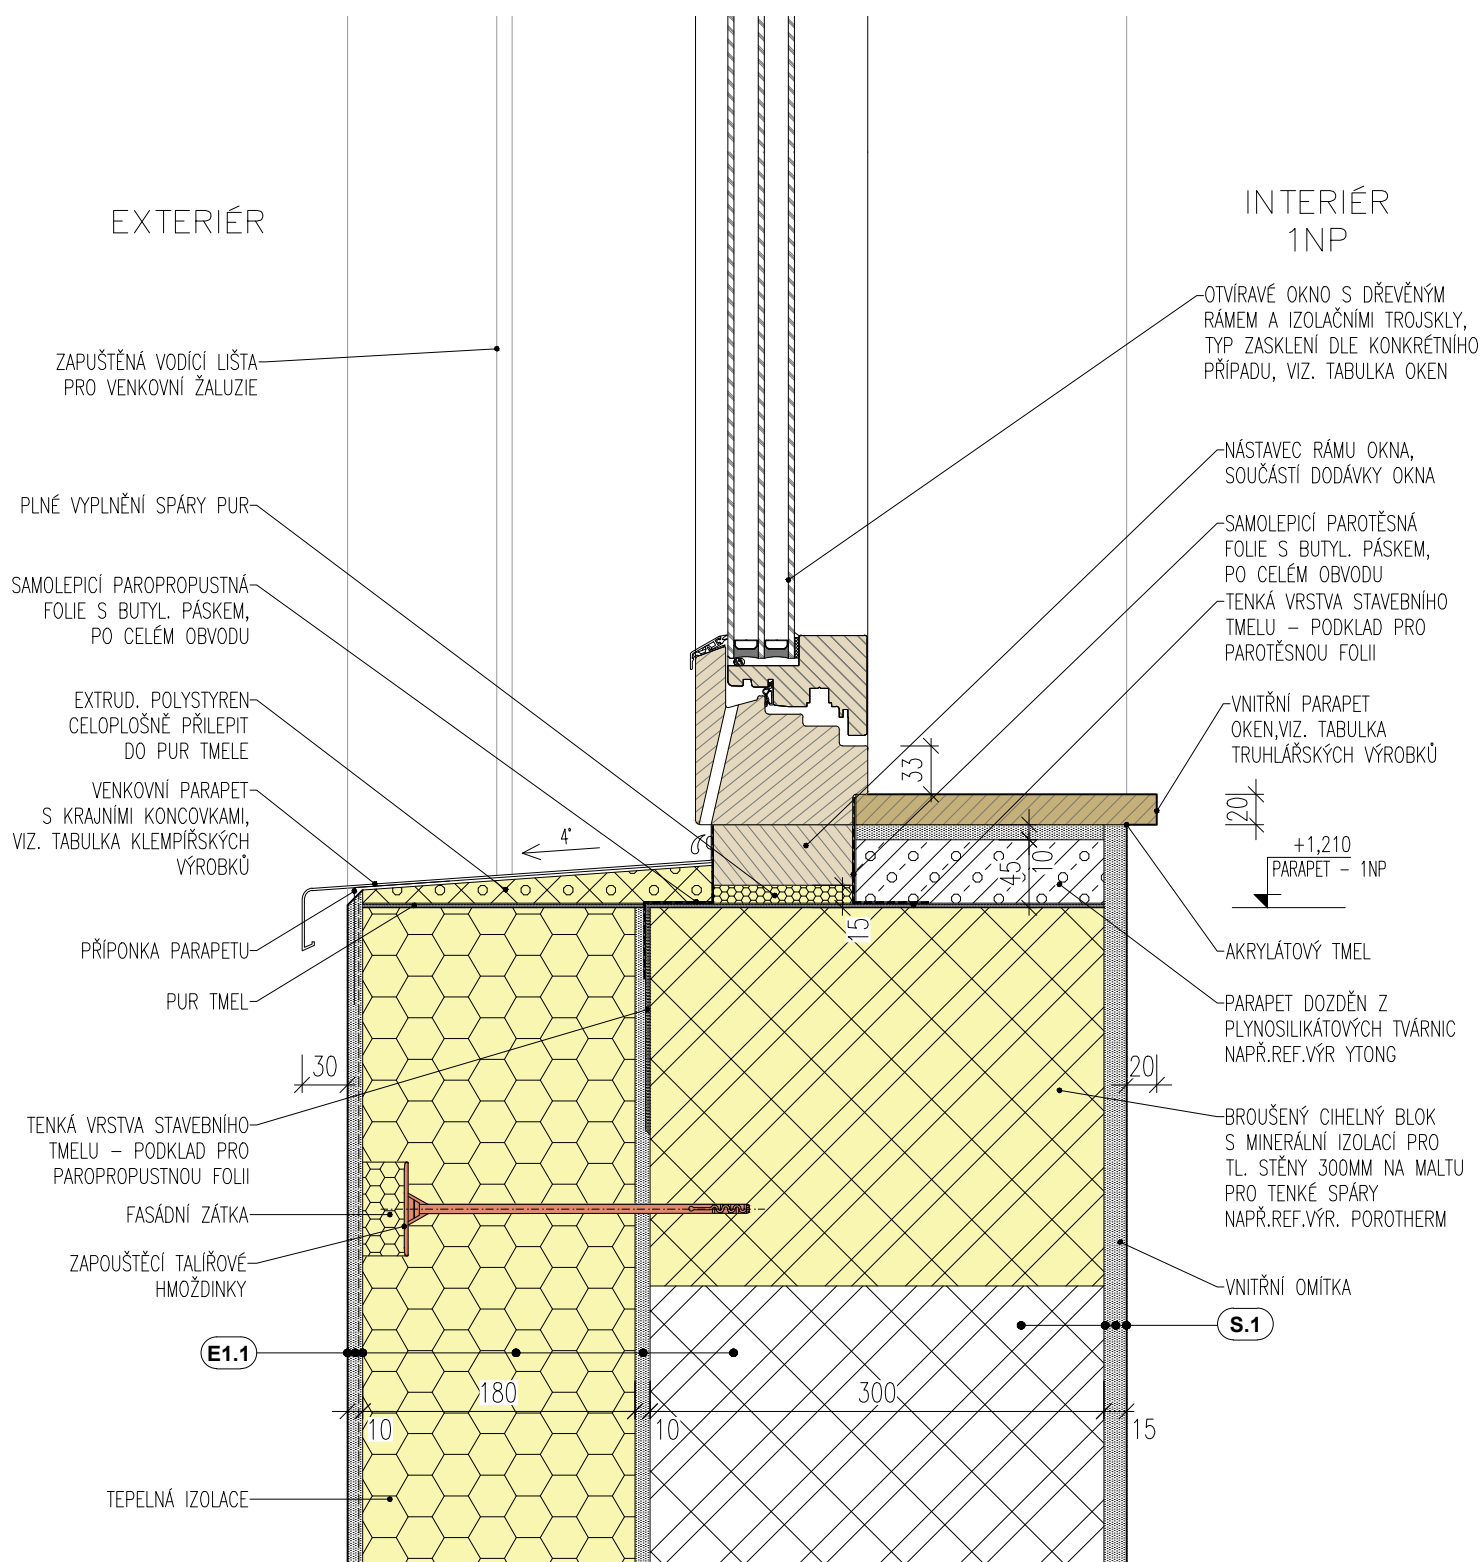 EXTERIÉR
INTERIÉR
1NP
ZAPUŠTĚNÁ VODÍCÍ LIŠTA
PRO VENKOVNÍ ŽALUZIE
PLNÉ VYPLNĚNÍ SPÁRY PUR
SAMOLEPICÍ PAROPROPUSTNÁ
FOLIE S BUTYL. PÁSKEM,
PO CELÉM OBVODU
EXTRUD. POLYSTYREN
CELOPLOŠNĚ PŘILEPIT
DO PUR TMELE
VENKOVNÍ PARAPET
S KRAJNÍMI KONCOVKAMI,
VIZ. TABULKA KLEMPÍŘSKÝCH
VÝROBKŮ
PŘÍPONKA PARAPETU
PUR TMEL
30
TENKÁ VRSTVA STAVEBNÍHO
TMELU – PODKLAD PRO
PAROPROPUSTNOU FOLII
FASÁDNÍ ZÁTKA
ZAPOUŠTĚCÍ TALÍŘOVÉ
HMOŽDINKY
E1.1
TEPELNÁ IZOLACE
4°
33
45
10
15
180
300
10
10
15
OTVÍRAVÉ OKNO S DŘEVĚNÝM
RÁMEM A IZOLAČNÍMI TROJSKLY,
TYP ZASKLENÍ DLE KONKRÉTNÍHO
PŘÍPADU, VIZ. TABULKA OKEN
NÁSTAVEC RÁMU OKNA,
SOUČÁSTÍ DODÁVKY OKNA
SAMOLEPICÍ PAROTĚSNÁ
FOLIE S BUTYL. PÁSKEM,
PO CELÉM OBVODU
TENKÁ VRSTVA STAVEBNÍHO
TMELU – PODKLAD PRO
PAROTĚSNOU FOLII
VNITŘNÍ PARAPET
OKEN,VIZ. TABULKA
TRUHLÁŘSKÝCH VÝROBKŮ
20
+1,210
PARAPET – 1NP
AKRYLÁTOVÝ TMEL
PARAPET DOZDĚN Z
PLYNOSILIKÁTOVÝCH TVÁRNIC
NAPŘ.REF.VÝR YTONG
20
BROUŠENÝ CIHELNÝ BLOK
S MINERÁLNÍ IZOLACÍ PRO
TL. STĚNY 300MM NA MALTU
PRO TENKÉ SPÁRY
NAPŘ.REF.VÝR. POROTHERM
VNITŘNÍ OMÍTKA
S.1